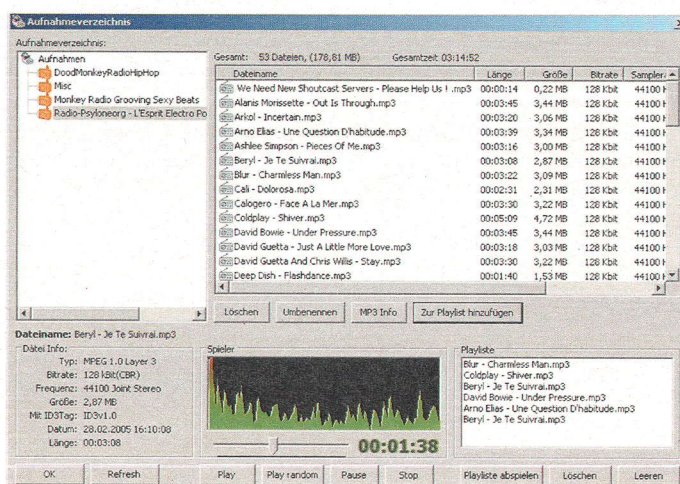 Aufnahmeverzeichnis
Aufnahmeverzeichnis:
Aufnahmen
DoodMonkeyRadioHipHop
Misc
Monkey Radio Grooving Sexy Beats
Radio-Psyloneorg - L'Esprit Electro Po
Gesamt: 53 Dateien, (178,81 MB) Gesamtzeit 03:14:52
Dateiname Länge Größe Bitrate Sampler
We Need New Shoutcast Servers - Please Help Us ! .mp3 00:00:14 0,22 MB 128 Kbit 44100 H
Alanis Morissette - Out Is Through.mp3 00:03:45 3,44 MB 128 Kbit 44100 H
Arkol - Incertain.mp3 00:03:20 3,06 MB 128 Kbit 44100 H
Arno Elias - Une Question D'habitude.mp3 00:03:39 3,34 MB 128 Kbit 44100 H
Ashlee Simpson - Pieces Of Me.mp3 00:03:16 3,00 MB 128 Kbit 44100 H
Beryl - Je Te Suivrai.mp3 00:03:08 2,87 MB 128 Kbit 44100 H
Blur - Charmless Man.mp3 00:03:22 3,09 MB 128 Kbit 44100 H
Cali - Dolorosa.mp3 00:02:31 2,31 MB 128 Kbit 44100 H
Calogero - Face A La Mer.mp3 00:03:30 3,22 MB 128 Kbit 44100 H
Coldplay - Shiver.mp3 00:05:09 4,72 MB 128 Kbit 44100 H
David Bowie - Under Pressure.mp3 00:03:45 3,44 MB 128 Kbit 44100 H
David Guetta - Just A Little More Love.mp3 00:03:18 3,03 MB 128 Kbit 44100 H
David Guetta And Chris Willis - Stay.mp3 00:03:30 3,22 MB 128 Kbit 44100 H
Deep Dish - Flashdance.mp3 00:01:40 1,53 MB 128 Kbit 44100 H
Löschen Umbenennen MP3 Info Zur Playlist hinzufügen
Dateiname: Beryl - Je Te Suivrai.mp3
Datei Info:
Typ: MPEG 1.0 Layer 3
Bitrate: 128 kBit(CBR)
Frequenz: 44100 Joint Stereo
Größe: 2,87 MB
Mit ID3Tag: ID3v1.0
Datum: 28.02.2005 16:10:08
Länge: 00:03:08
Spieler
00:01:38
Playliste
Blur - Charmless Man.mp3
Coldplay - Shiver.mp3
Beryl - Je Te Suivrai.mp3
David Bowie - Under Pressure.mp3
Arno Elias - Une Question D'habitude.mp3
Beryl - Je Te Suivrai.mp3
OK Refresh Play Play random Pause Stop Playliste abspielen Löschen Leeren